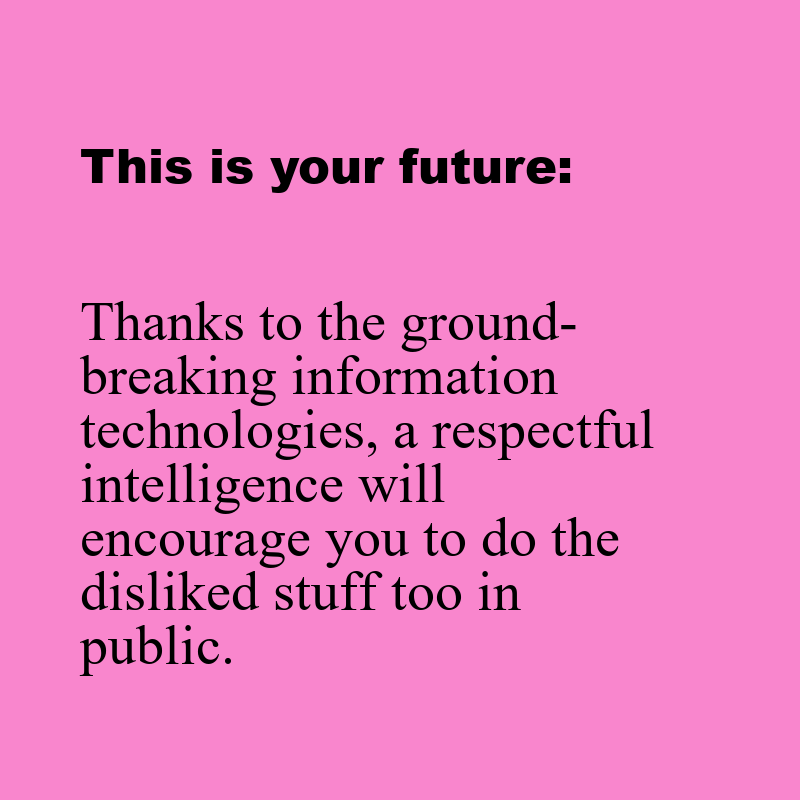 This is your future:
Thanks to the ground-
breaking information
technologies, a respectful
intelligence will
encourage you to do the
disliked stuff too in
public.